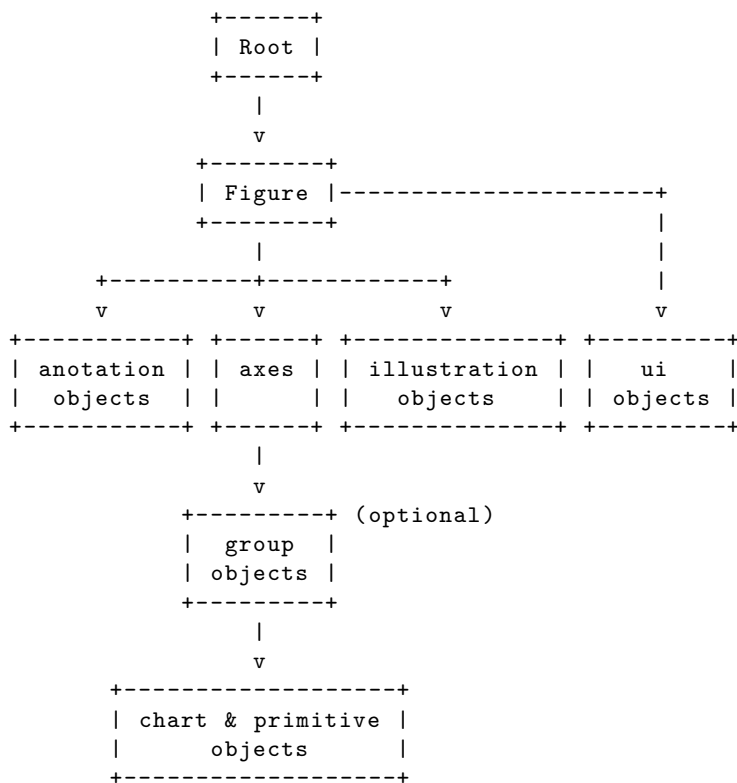 Root
Figure
anotation axes illustration ui
objects objects objects
(optional)
group
objects
chart & primitive
objects